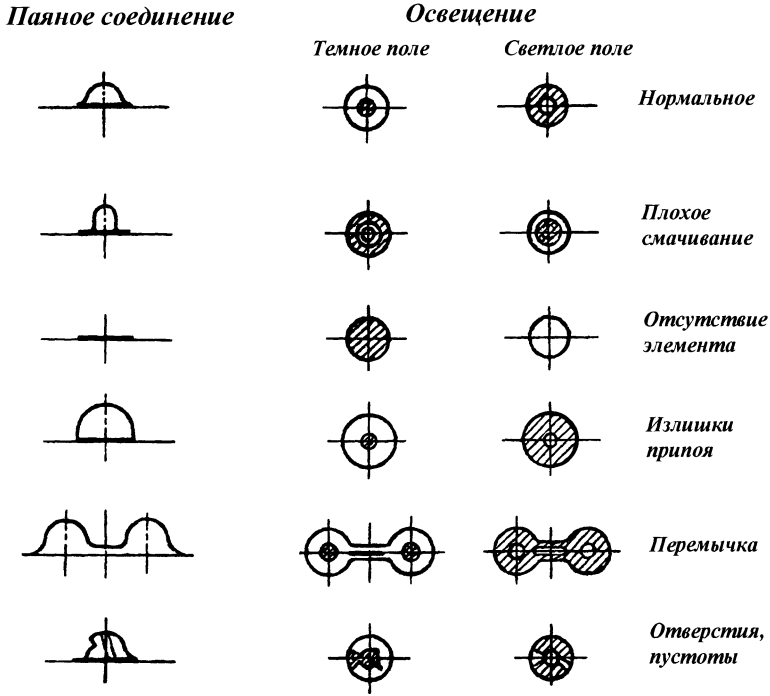 Паяное соединение
Освещение
Темное поле
Светлое поле
Нормальное
Плохое
смачивание
Отсутствие
элемента
Излишки
припоя
Перемычка
Отверстия,
пустоты